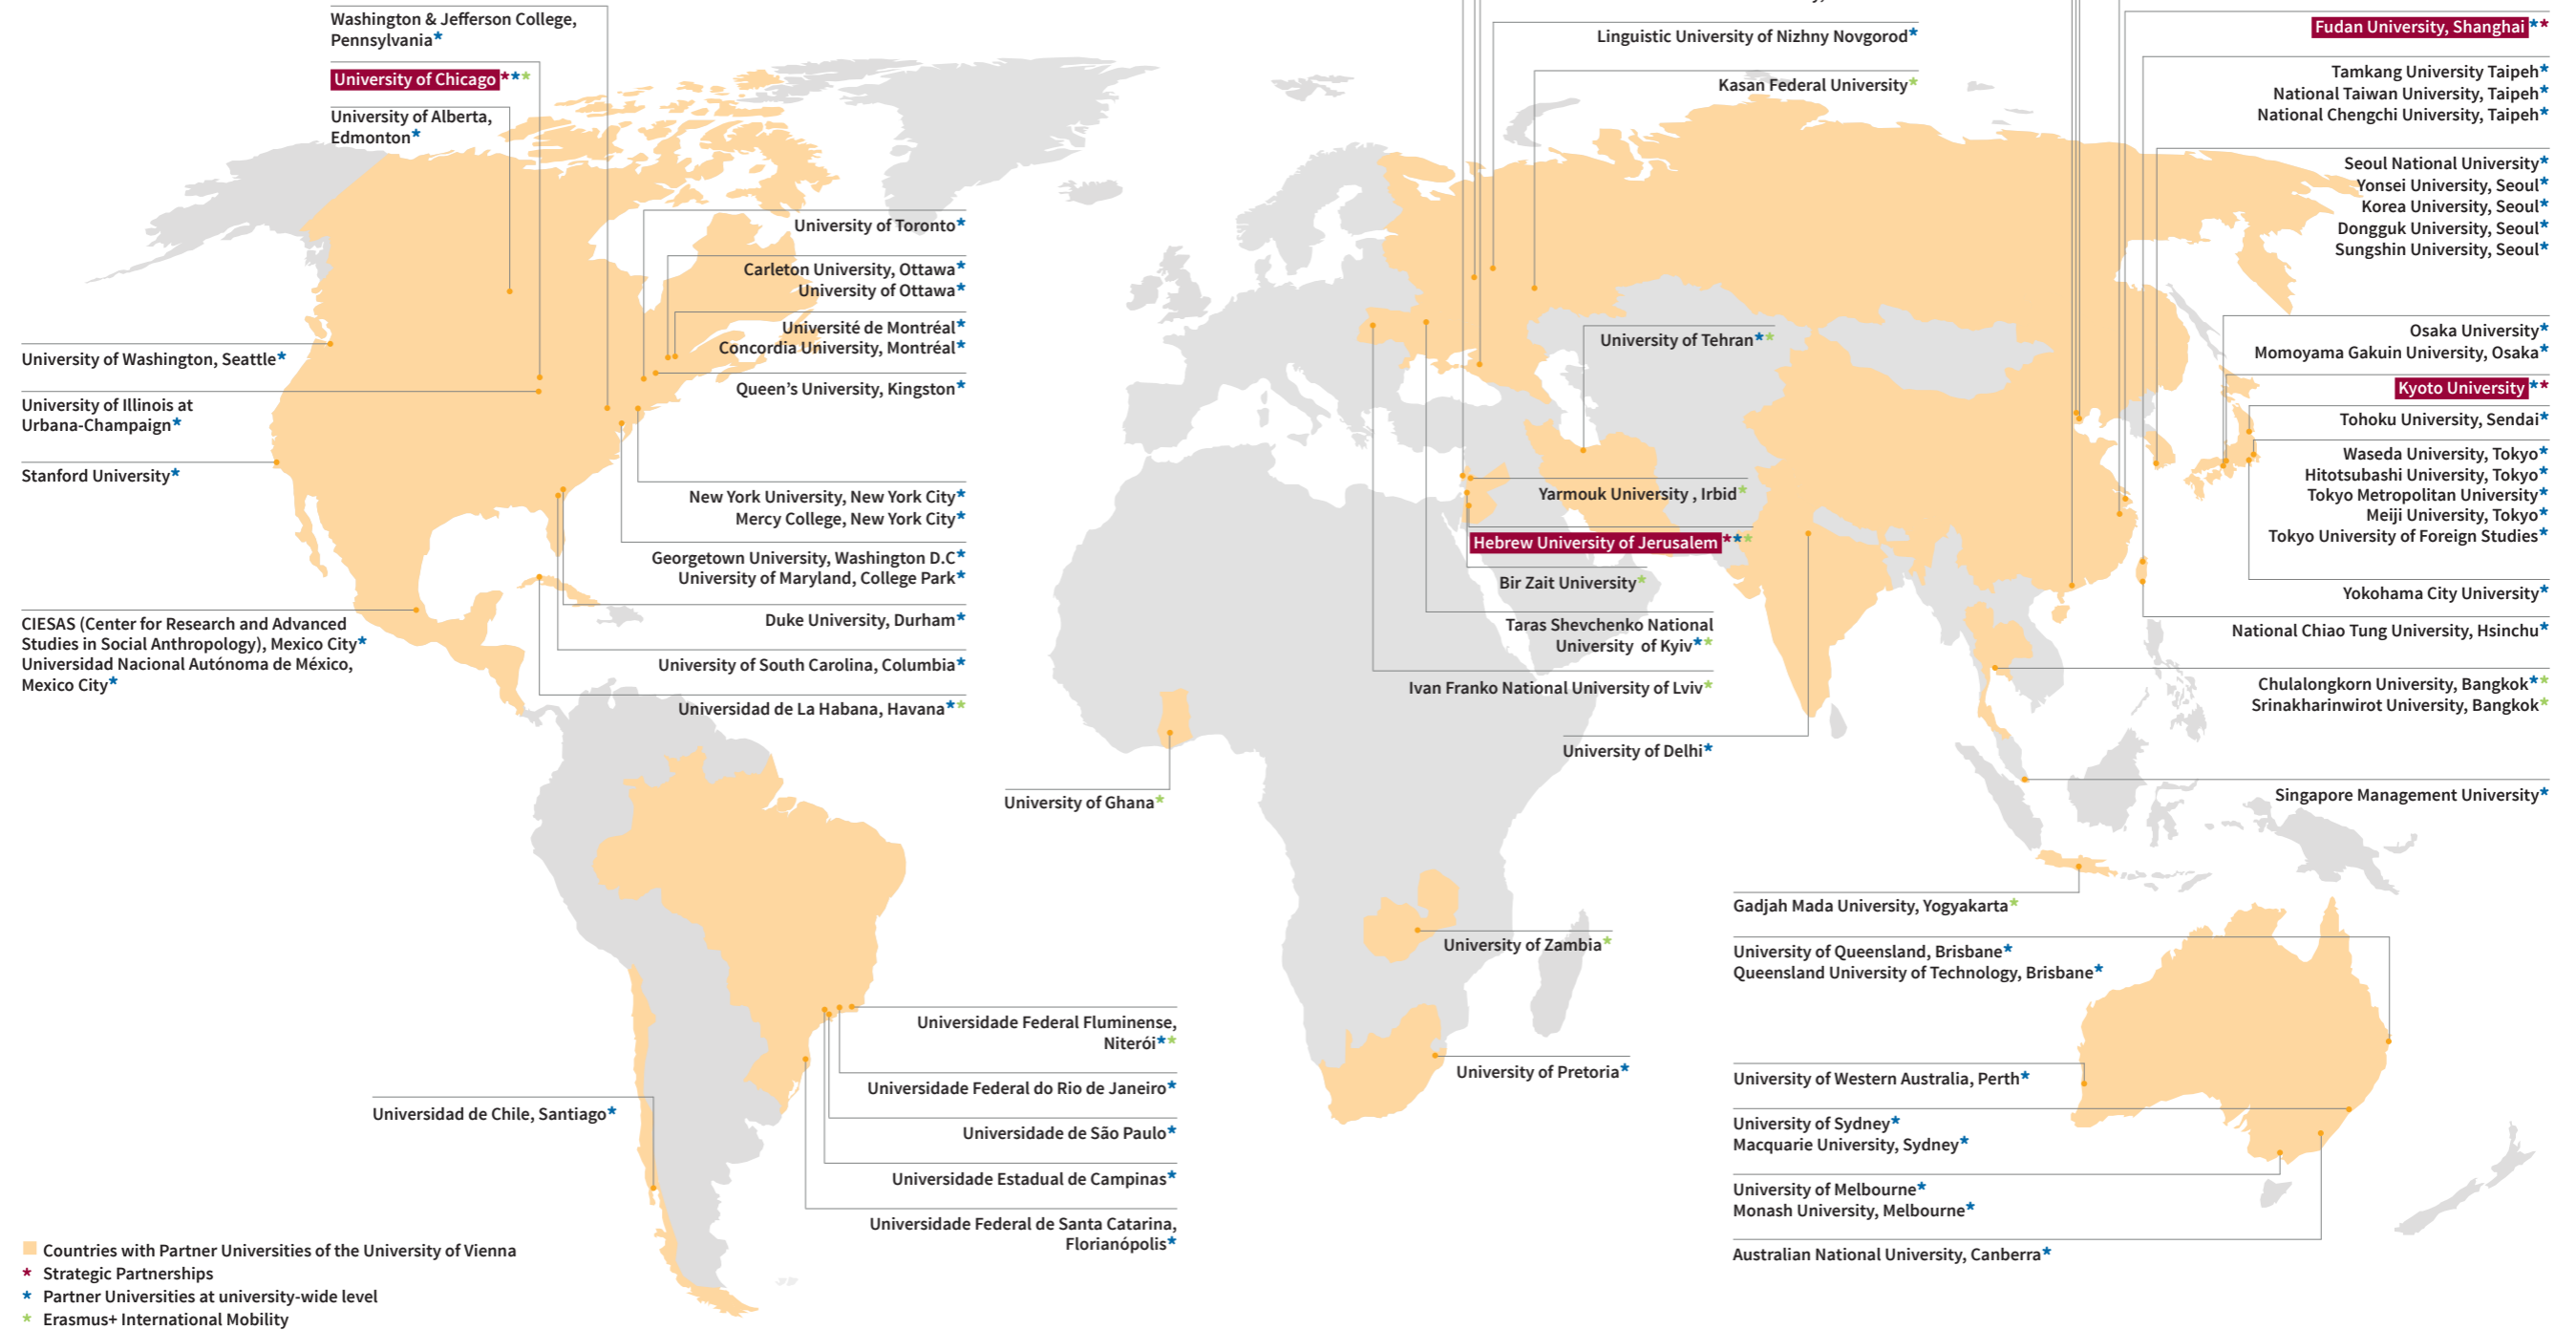 Washington & Jefferson College,
Pennsylvania*
University of Chicago***
University of Alberta,
Edmonton*
University of Toronto*
Carleton University, Ottawa*
University of Ottawa*
Université de Montréal*
Concordia University, Montréal*
Queen's University, Kingston*
University of Washington, Seattle*
University of Illinois at
Urbana-Champaign*
Stanford University*
New York University, New York City*
Mercy College, New York City*
Georgetown University, Washington D.C*
University of Maryland, College Park*
Duke University, Durham*
University of South Carolina, Columbia*
Universidad de La Habana, Havana**
CIESAS (Center for Research and Advanced
Studies in Social Anthropology), Mexico City*
Universidad Nacional Autónoma de México,
Mexico City*
Universidade Federal Fluminense,
Niterói**
Universidade Federal do Rio de Janeiro*
Universidade de São Paulo*
Universidade Estadual de Campinas*
Universidade Federal de Santa Catarina,
Florianópolis*
Universidad de Chile, Santiago*
Linguistic University of Nizhny Novgorod*
Kasan Federal University*
University of Tehran**
Yarmouk University , Irbid*
Hebrew University of Jerusalem***
Bir Zait University*
Taras Shevchenko National
University of Kyiv**
Ivan Franko National University of Lviv*
University of Delhi*
University of Ghana*
University of Zambia*
University of Pretoria*
Fudan University, Shanghai**
Tamkang University Taipeh*
National Taiwan University, Taipeh*
National Chengchi University, Taipeh*
Seoul National University*
Yonsei University, Seoul*
Korea University, Seoul*
Dongguk University, Seoul*
Sungshin University, Seoul*
Osaka University*
Momoyama Gakuin University, Osaka*
Kyoto University**
Tohoku University, Sendai*
Waseda University, Tokyo*
Hitotsubashi University, Tokyo*
Tokyo Metropolitan University*
Meiji University, Tokyo*
Tokyo University of Foreign Studies*
Yokohama City University*
National Chiao Tung University, Hsinchu*
Chulalongkorn University, Bangkok**
Srinakharinwirot University, Bangkok*
Singapore Management University*
Gadjah Mada University, Yogyakarta*
University of Queensland, Brisbane*
Queensland University of Technology, Brisbane*
University of Western Australia, Perth*
University of Sydney*
Macquarie University, Sydney*
University of Melbourne*
Monash University, Melbourne*
Australian National University, Canberra*
Countries with Partner Universities of the University of Vienna
* Strategic Partnerships
* Partner Universities at university-wide level
* Erasmus+ International Mobility